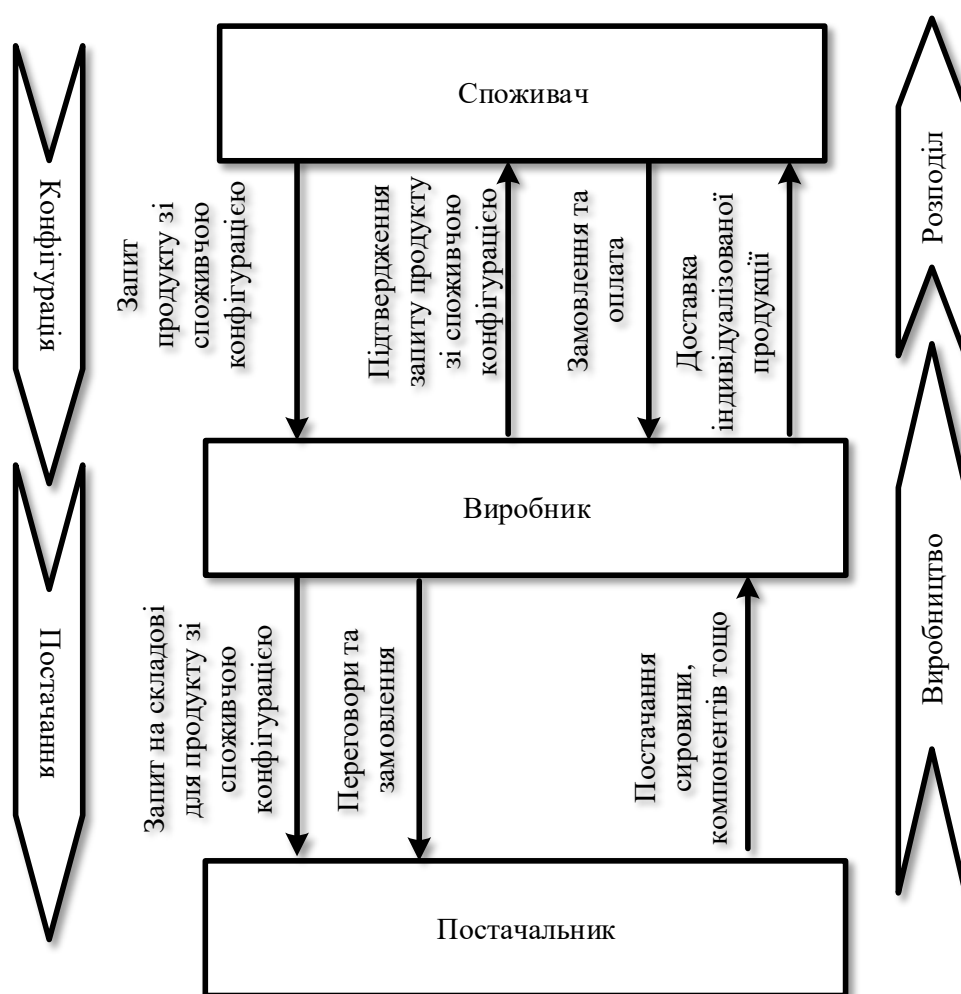 Споживач
Конфігурація
Запит
продукту зі
споживчою
конфігурацією
Підтвердження
запиту продукту
зі споживчою
конфігурацією
Замовлення та
оплата
Доставка
індивидуалізованої
продукції
Розподіл
Виробник
Постачання
Запит на складові
для продукту зі
споживчою
конфігурацією
Переговори та
замовлення
Постачання
сировини,
компонентів тощо
Виробництво
Постачальник